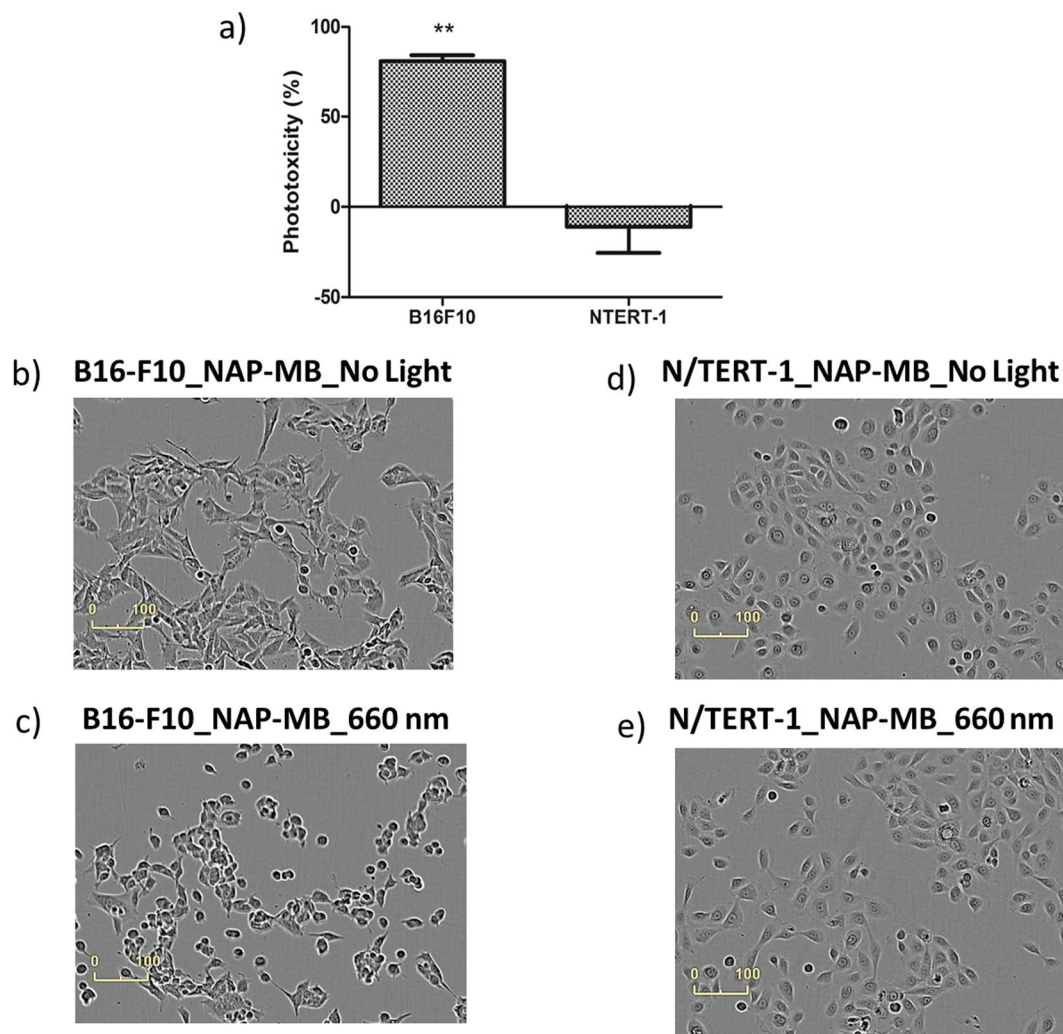 a)
**
100
50
0
-50
Phototoxicity (%)
B16F10 NTERT-1
b) B16-F10_NAP-MB_No Light
0 100
d) N/TERT-1_NAP-MB_No Light
0 100
c) B16-F10_NAP-MB_660 nm
0 100
e) N/TERT-1_NAP-MB_660 nm
0 100